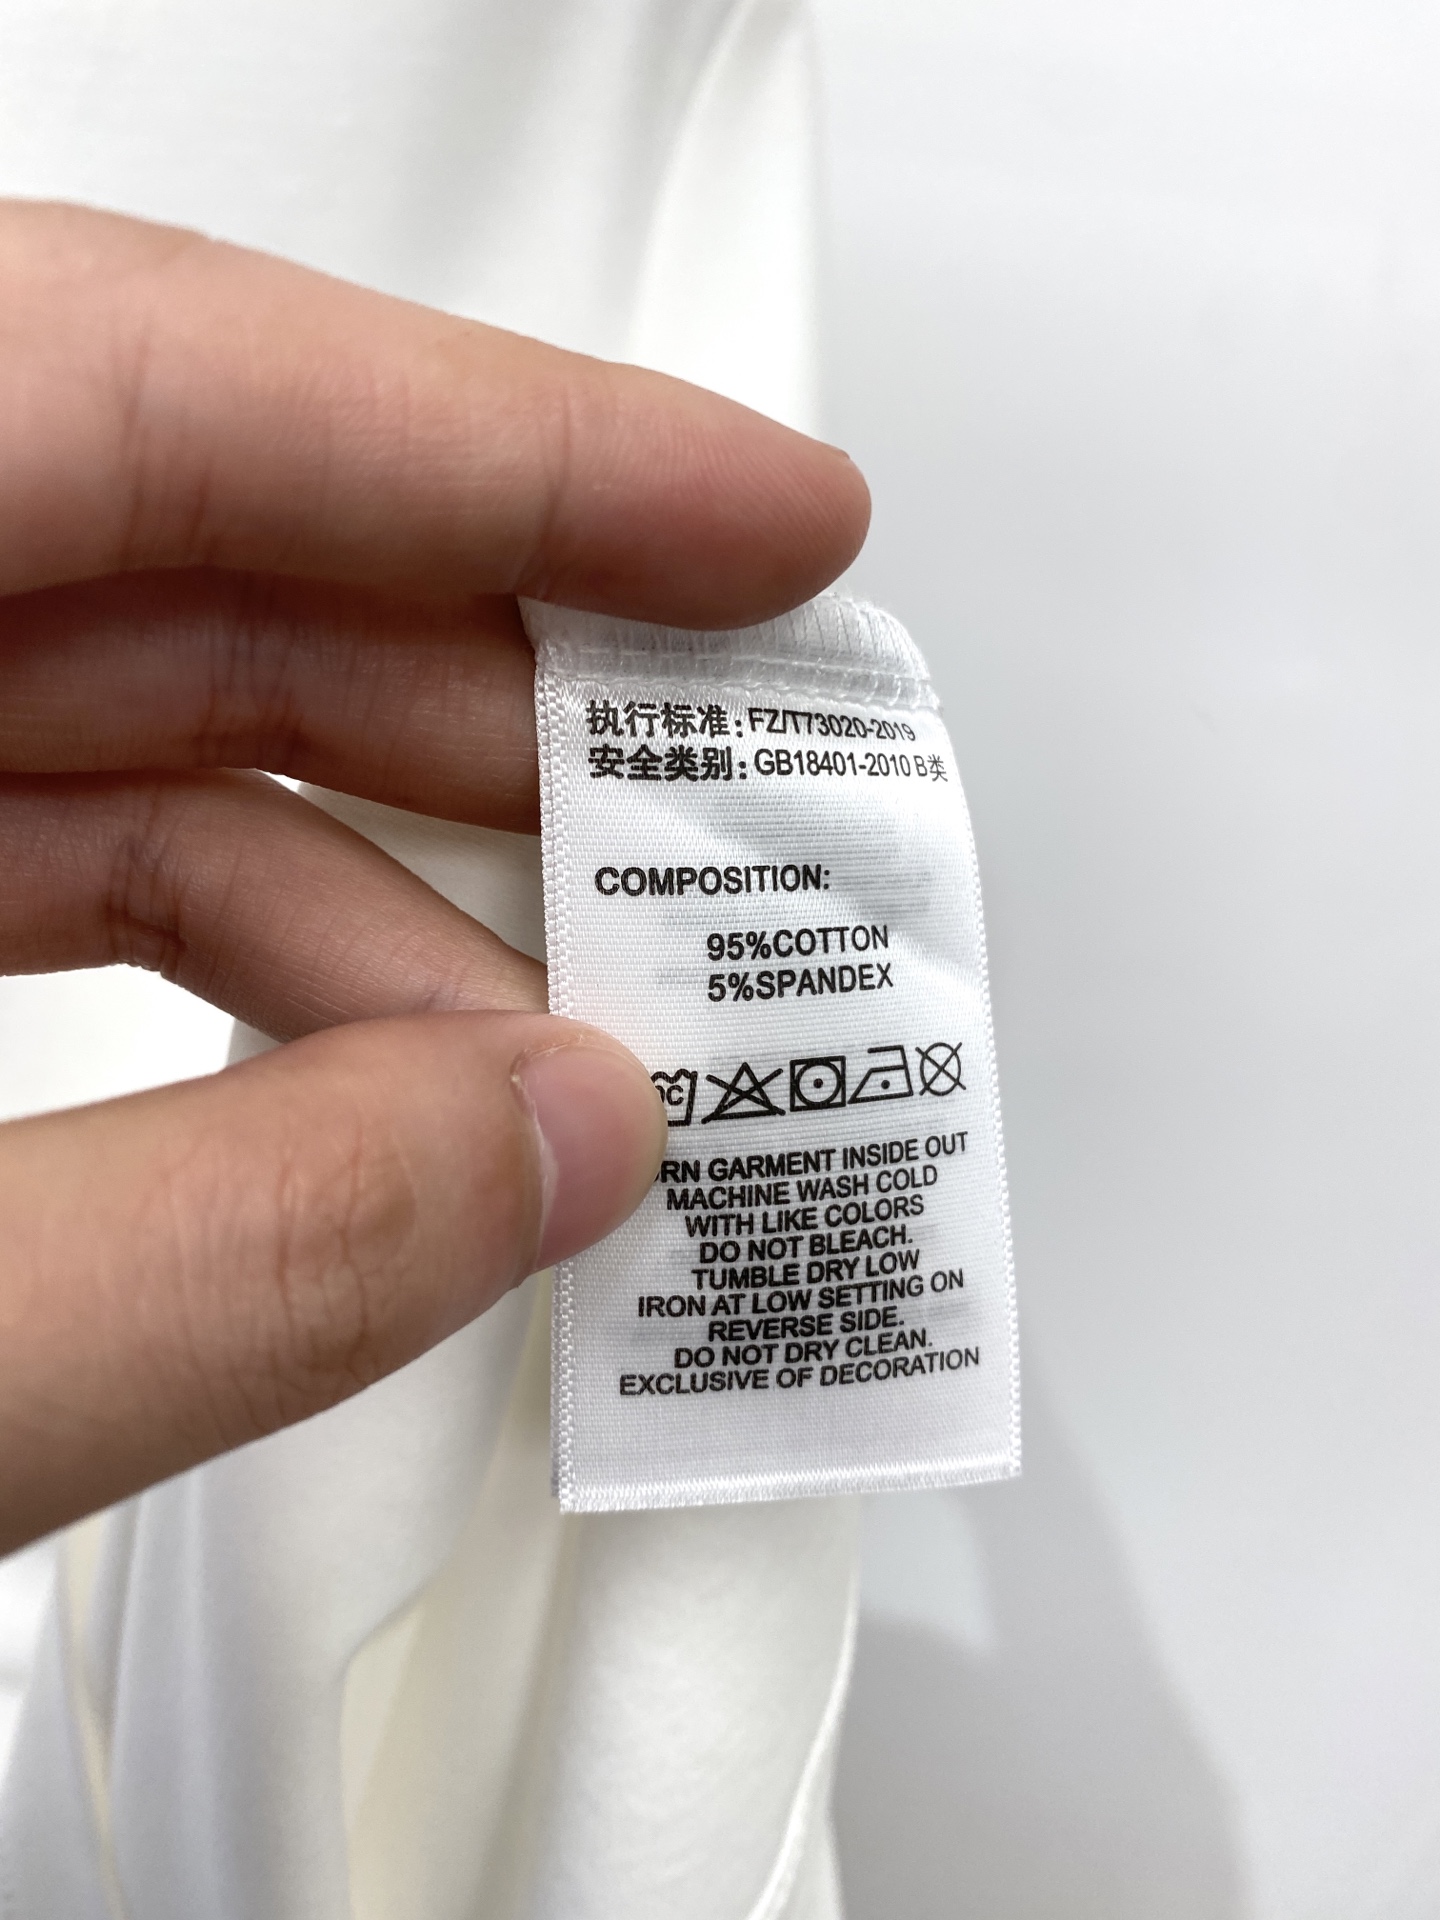 执行标准: FZ/T73020-2019
安全类别: GB18401-2010 B类
COMPOSITION:
95%COTTON
5%SPANDEX
GARMENT INSIDE OUT
MACHINE WASH COLD
WITH LIKE COLORS
DO NOT BLEACH.
TUMBLE DRY LOW
IRON AT LOW SETTING ON
REVERSE SIDE.
DO NOT DRY CLEAN.
EXCLUSIVE OF DECORATION